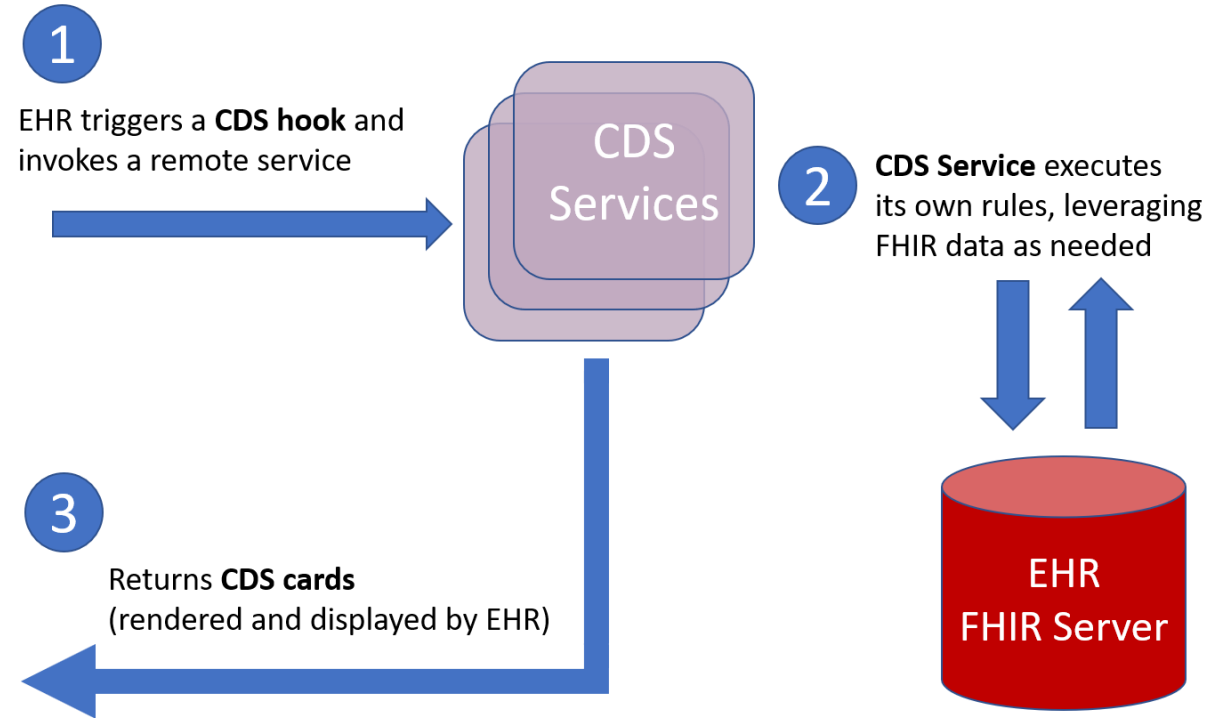 1
EHR triggers a CDS hook and
invokes a remote service
CDS
Services
2
CDS Service executes
its own rules, leveraging
FHIR data as needed
3
Returns CDS cards
(rendered and displayed by EHR)
EHR
FHIR Server